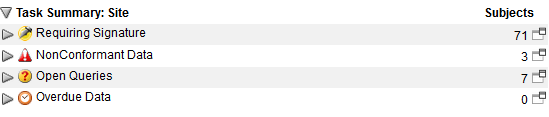 Task Summary: Site Subjects
Requiring Signature 71
NonConformant Data 3
Open Queries 7
Overdue Data 0